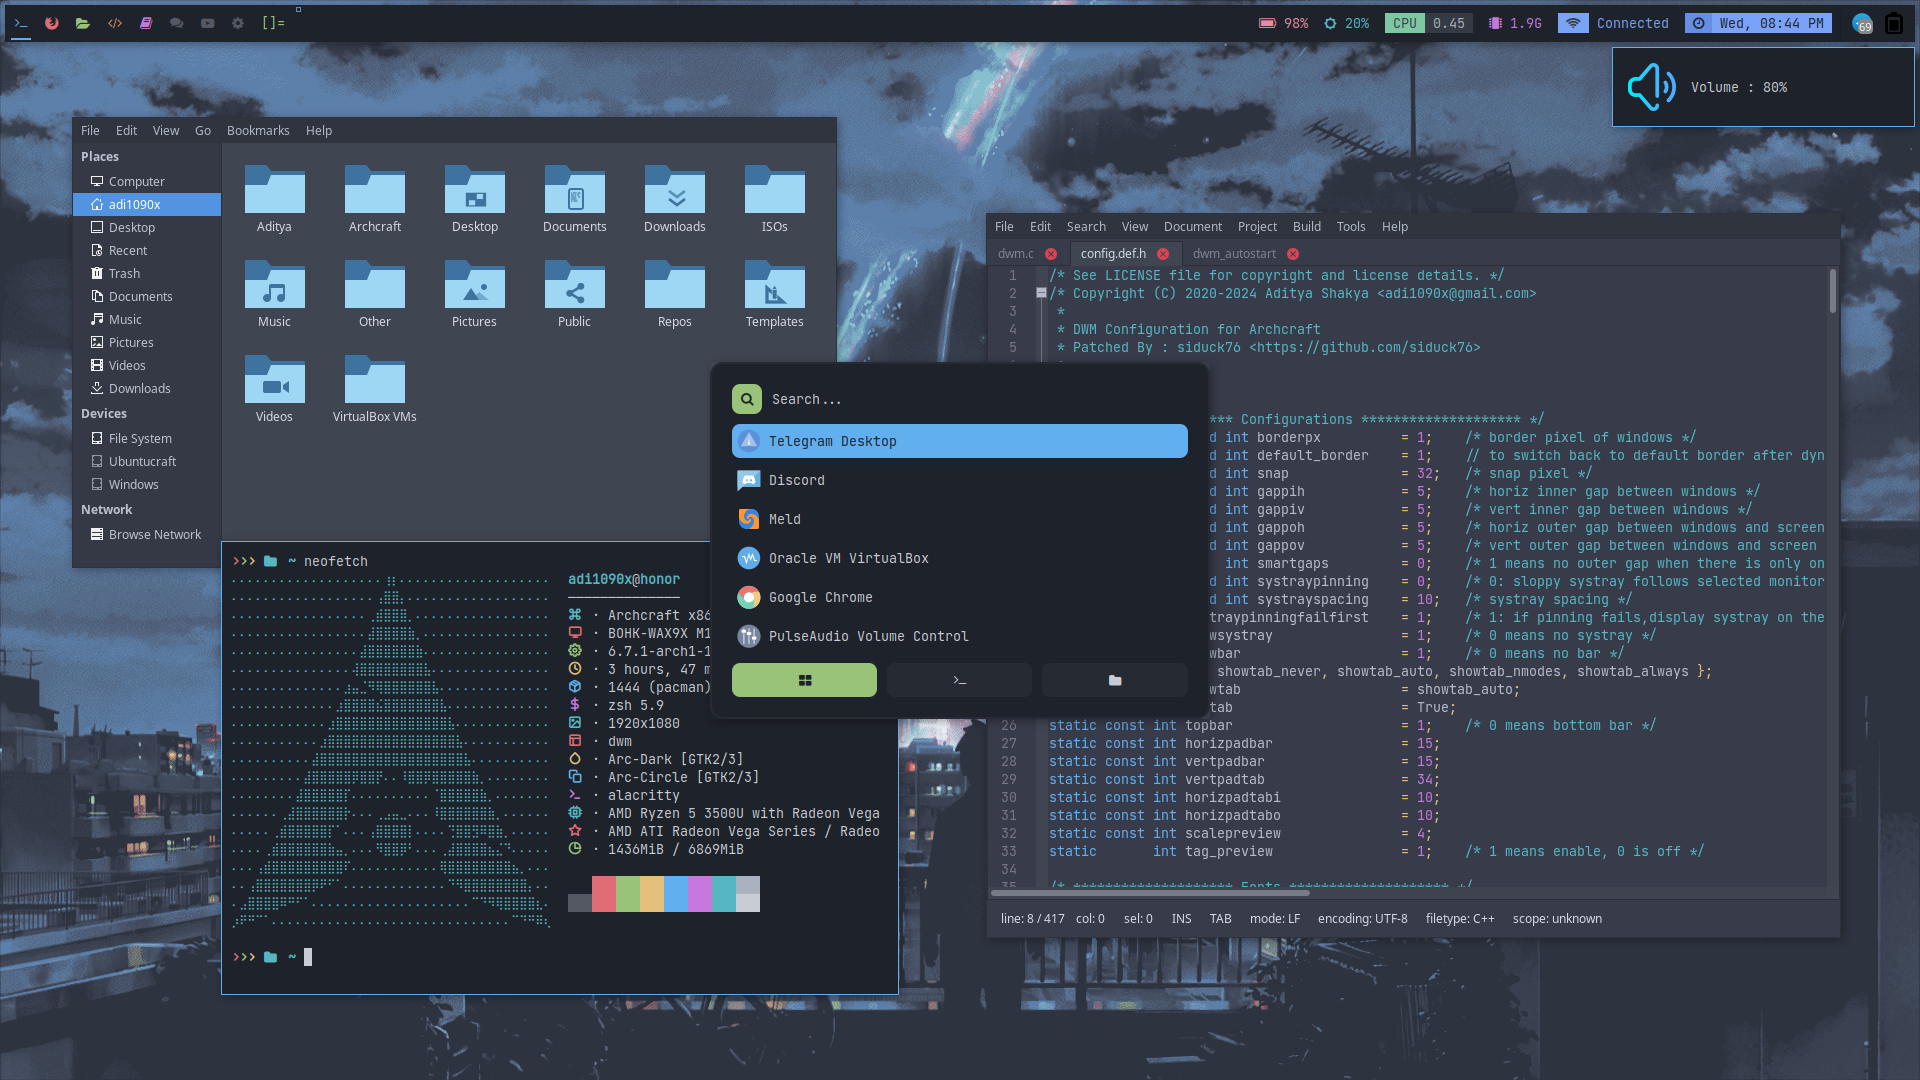 []=
98%
20%
CPU 0.45
1.9G
Connected
Wed, 08:44 PM
69
Volume : 80%
File Edit View Go Bookmarks Help
Places
Computer
adi1090x
Desktop
Recent
Trash
Documents
Music
Pictures
Videos
Downloads
Devices
File System
Ubuntucraft
Windows
Network
Browse Network
Aditya Archcraft Desktop Documents Downloads ISOs
Music Other Pictures Public Repos Templates
Videos VirtualBox VMs
>>> ~ neofetch
adi1090x@honor
· Archcraft x86
· BOHK-WAX9X M1
· 6.7.1-arch1-1
· 3 hours, 47 m
· 1444 (pacman)
· zsh 5.9
· 1920x1080
· dwm
· Arc-Dark [GTK2/3]
· Arc-Circle [GTK2/3]
· alacritty
· AMD Ryzen 5 3500U with Radeon Vega
· AMD ATI Radeon Vega Series / Radeo
· 1436MiB / 6869MiB
>>> ~
Search...
Telegram Desktop
Discord
Meld
Oracle VM VirtualBox
Google Chrome
PulseAudio Volume Control
File Edit Search View Document Project Build Tools Help
dwm.c config.def.h dwm_autostart
1 /* See LICENSE file for copyright and license details. */
2 /* Copyright (C) 2020-2024 Aditya Shakya <adi1090x@gmail.com>
3 *
4 * DWM Configuration for Archcraft
5 * Patched By : siduck76 <https://github.com/siduck76>
*** Configurations ******************** */
d int borderpx = 1; /* border pixel of windows */
d int default_border = 1; // to switch back to default border after dyn
d int snap = 32; /* snap pixel */
d int gappih = 5; /* horiz inner gap between windows */
d int gappiv = 5; /* vert inner gap between windows */
d int gappoh = 5; /* horiz outer gap between windows and screen
d int gappov = 5; /* vert outer gap between windows and screen
int smartgaps = 0; /* 1 means no outer gap when there is only on
d int systraypinning = 0; /* 0: sloppy systray follows selected monitor
d int systrayspacing = 10; /* systray spacing */
traypinningfailfirst = 1; /* 1: if pinning fails,display systray on the
wsystray = 1; /* 0 means no systray */
wbar = 1; /* 0 means no bar */
showtab_never, showtab_auto, showtab_nmodes, showtab_always };
wtab = showtab_auto;
tab = True;
26 static const int topbar = 1; /* 0 means bottom bar */
27 static const int horizpadbar = 15;
28 static const int vertpadbar = 15;
29 static const int vertpadtab = 34;
30 static const int horizpadtabi = 10;
31 static const int horizpadtabo = 10;
32 static const int scalepreview = 4;
33 static int tag_preview = 1; /* 1 means enable, 0 is off */
34
35 /* ******************** Fonts ******************** */
line: 8 / 417 col: 0 sel: 0 INS TAB mode: LF encoding: UTF-8 filetype: C++ scope: unknown